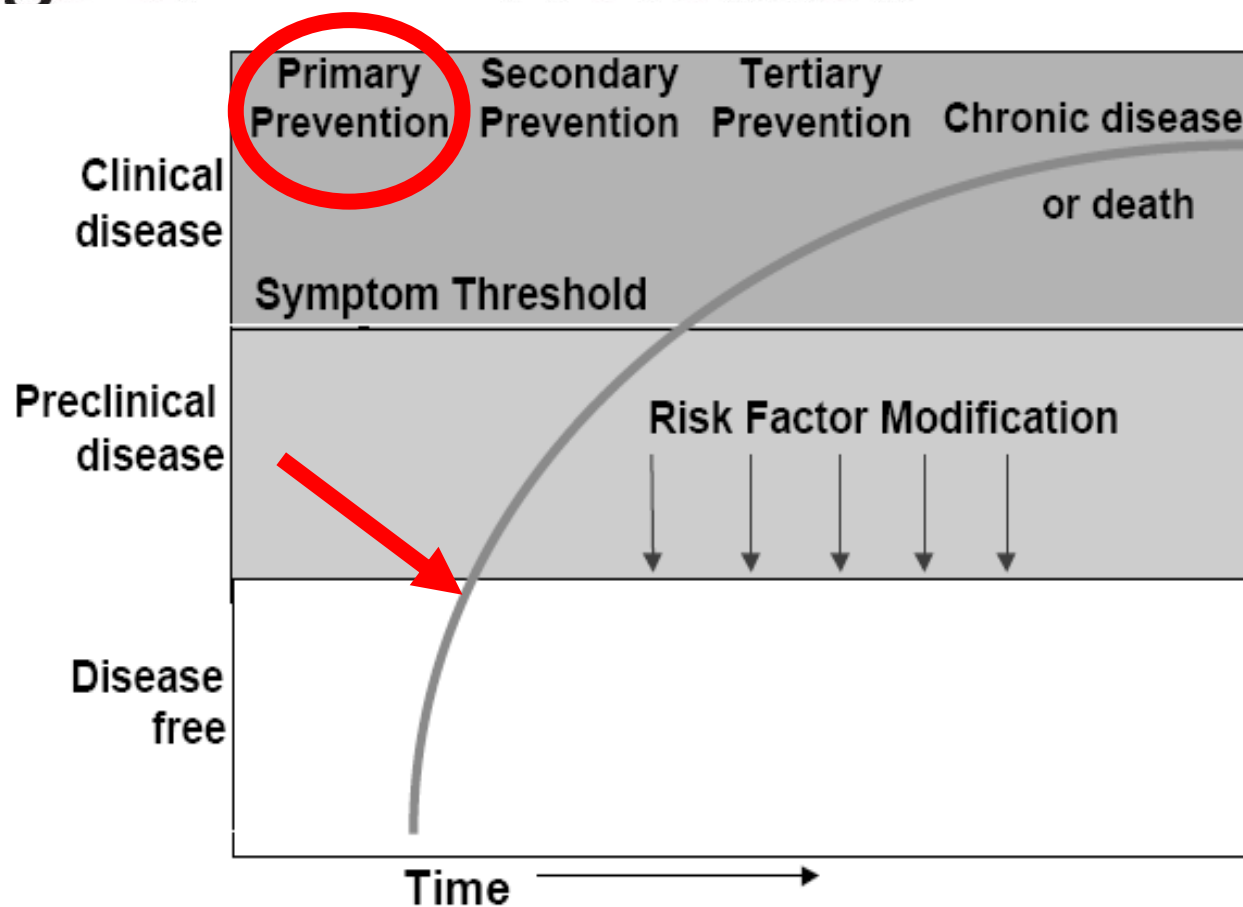 Primary Prevention
Secondary Prevention
Tertiary Prevention
Chronic disease
or death
Clinical disease
Symptom Threshold
Preclinical disease
Risk Factor Modification
Disease free
Time